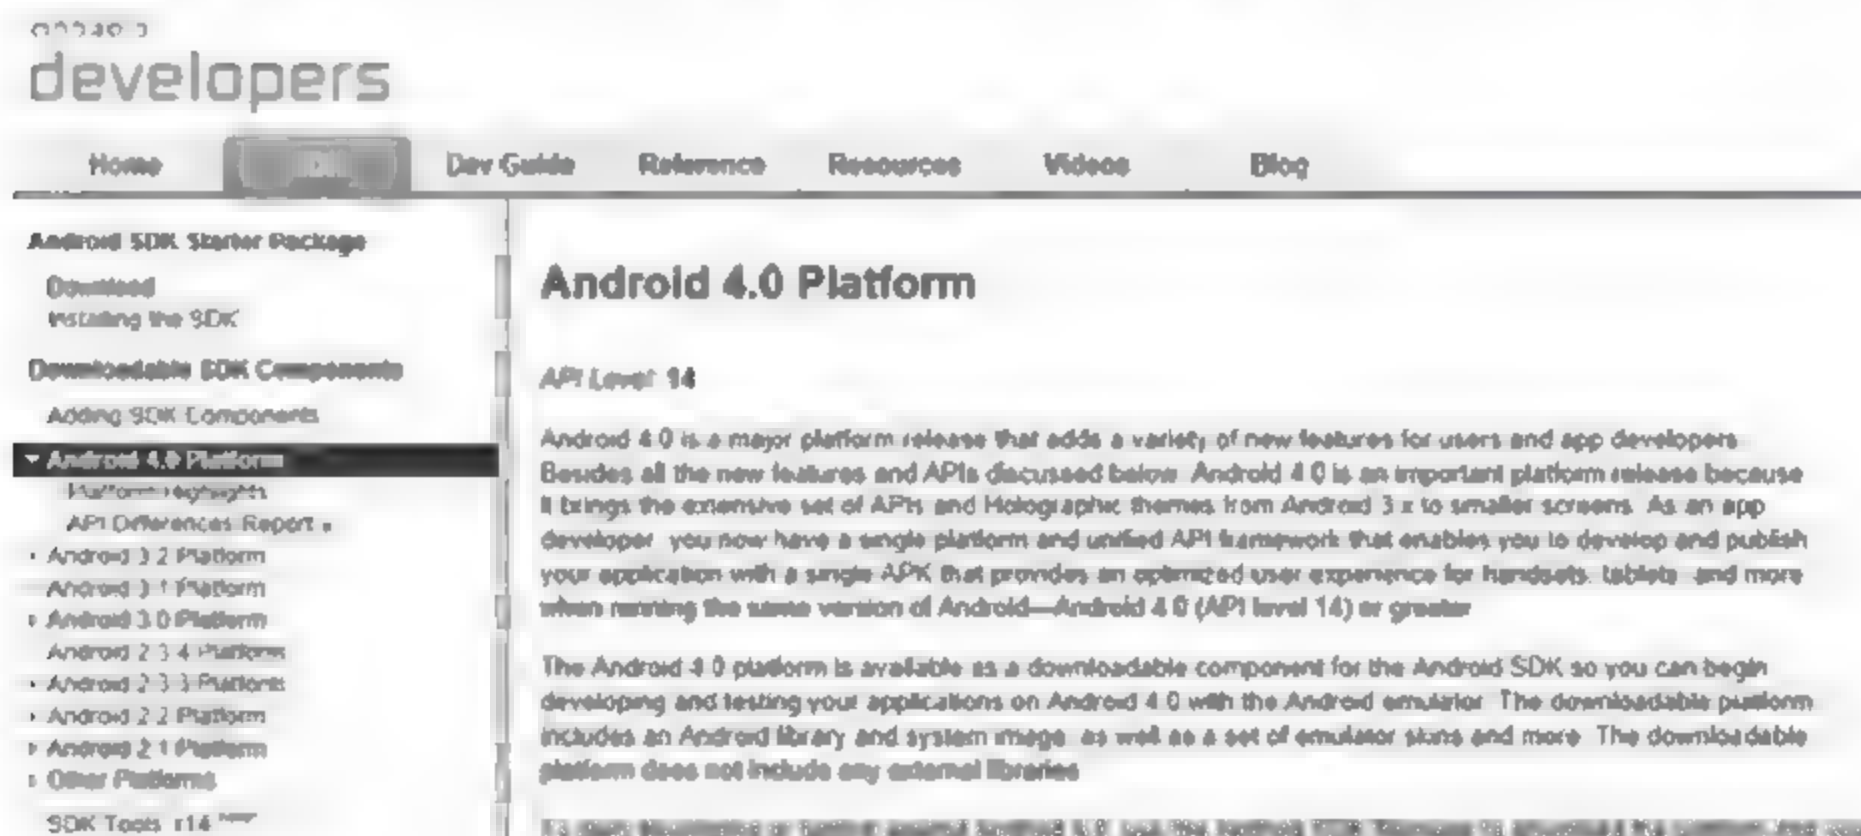 developers
Home
Dev Guide
Reference
Resources
Videos
Blog
Android SDK Starter Package
Download
Installing the SDK
Downloadable SDK Components
Adding SDK Components
Android 4.0 Platform
Platform Highlights
API Differences Report »
Android 3.2 Platform
Android 3.1 Platform
Android 3.0 Platform
Android 2.3.4 Platform
Android 2.3.3 Platform
Android 2.2 Platform
Android 2.1 Platform
Other Platforms
SDK Tools, r14
Android 4.0 Platform
API Level: 14
Android 4.0 is a major platform release that adds a variety of new features for users and app developers.
Besides all the new features and APIs discussed below, Android 4.0 is an important platform release because
it brings the extensive set of APIs and Holographic themes from Android 3.x to smaller screens. As an app
developer, you now have a single platform and unified API framework that enables you to develop and publish
your application with a single APK that provides an optimized user experience for handsets, tablets, and more,
when running the same version of Android—Android 4.0 (API level 14) or greater.
The Android 4.0 platform is available as a downloadable component for the Android SDK so you can begin
developing and testing your applications on Android 4.0 with the Android emulator. The downloadable platform
includes an Android library and system image, as well as a set of emulator skins and more. The downloadable
platform does not include any external libraries.